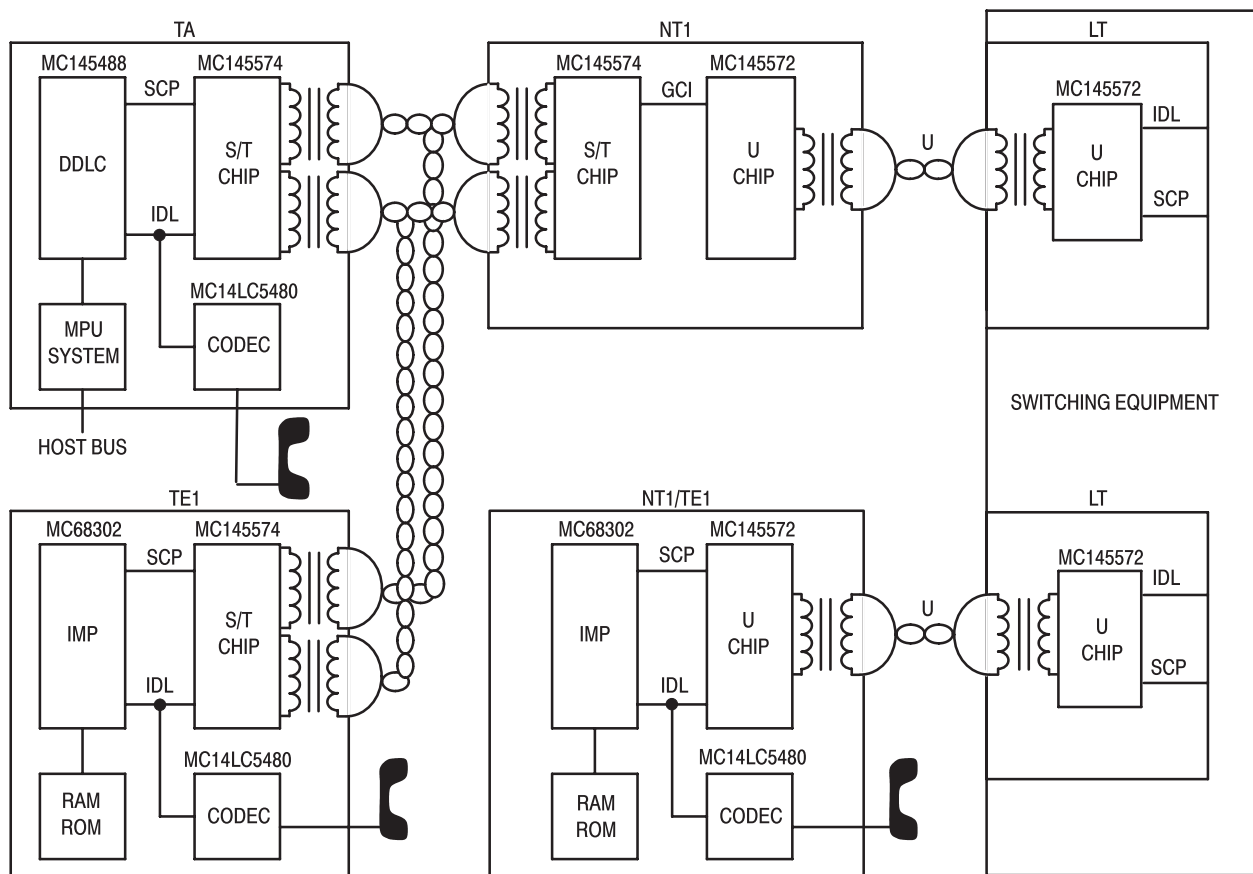 TA
MC145488
SCP
MC145574
DDLC
S/T
CHIP
IDL
MC14LC5480
MPU
SYSTEM
CODEC
HOST BUS
NT1
MC145574
GCI
MC145572
S/T
CHIP
U
CHIP
U
LT
MC145572
IDL
U
CHIP
SCP
SWITCHING EQUIPMENT
TE1
MC68302
SCP
MC145574
IMP
S/T
CHIP
IDL
MC14LC5480
RAM
ROM
CODEC
NT1/TE1
MC68302
SCP
MC145572
IMP
U
CHIP
IDL
MC14LC5480
RAM
ROM
CODEC
U
LT
MC145572
IDL
U
CHIP
SCP